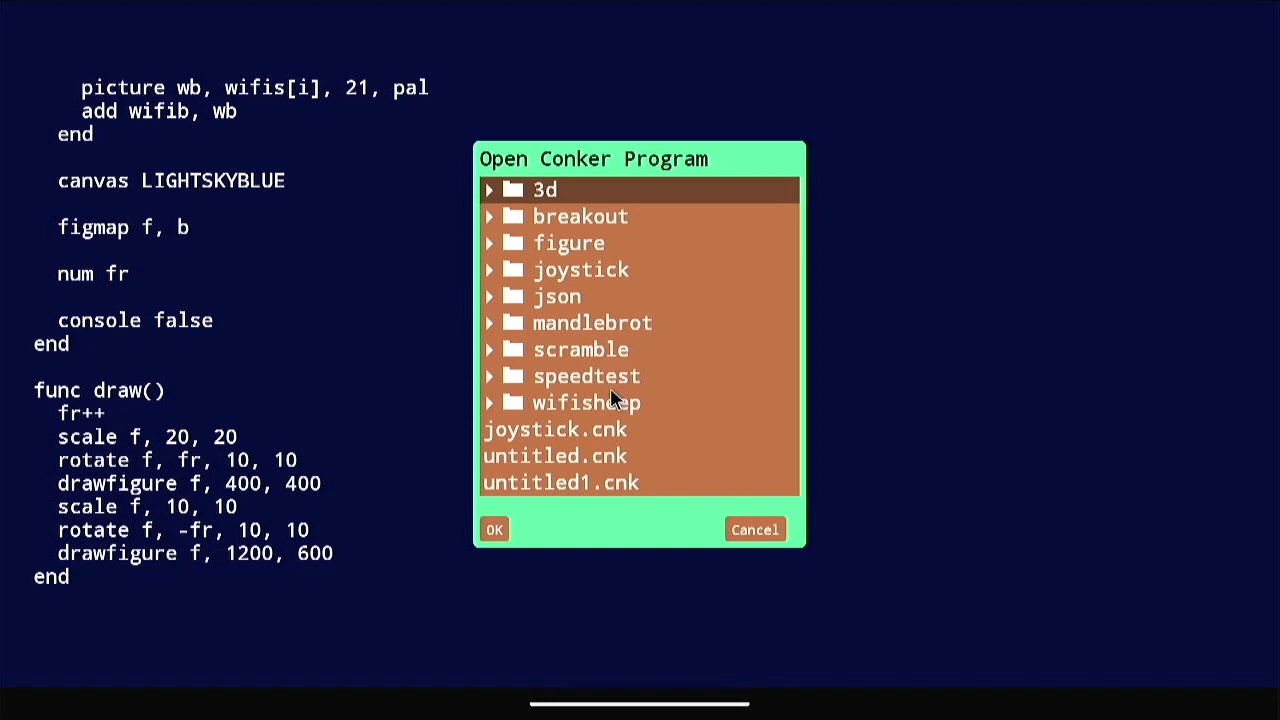 picture wb, wifis[i], 21, pal
add wifib, wb
end
canvas LIGHTSKYBLUE
figmap f, b
num fr
console false
end
func draw()
fr++
scale f, 20, 20
rotate f, fr, 10, 10
drawfigure f, 400, 400
scale f, 10, 10
rotate f, -fr, 10, 10
drawfigure f, 1200, 600
end
Open Conker Program
3d
breakout
figure
joystick
json
mandlebrot
scramble
speedtest
wifisheep
joystick.cnk
untitled.cnk
untitled1.cnk
OK
Cancel